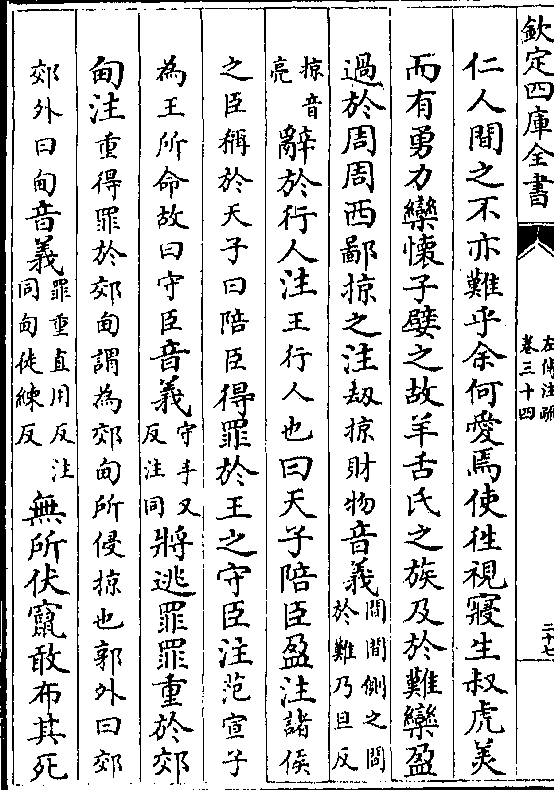 欽定四庫全書
左傳注疏
卷三十四
二十七
仁人間之不亦難乎余何愛焉使往視寢生叔虎美
而有勇力欒懷子嬖之故羊舌氏之族及於難欒盈
過於周周西鄙掠之注劫掠財物音義間間側之間
於難乃旦反
掠音
亮
辭於行人注王行人也曰天子陪臣盈注諸侯
之臣稱於天子曰陪臣得罪於王之守臣注范宣子
為王所命故曰守臣音義守手又
反注同
將逃罪罪重於郊
甸注重得罪於郊甸謂為郊甸所侵掠也郭外曰郊
郊外曰甸音義罪重直用反注
同甸徒練反
無所伏竄敢布其死